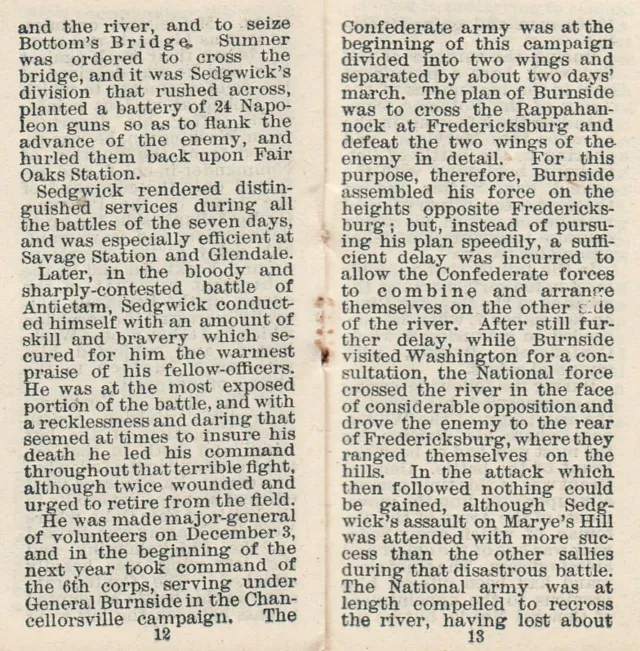 and the river, and to seize
Bottom's Bridge. Sumner
was ordered to cross the
bridge, and it was Sedgwick's
division that rushed across,
planted a battery of 24 Napo-
leon guns so as to flank the
advance of the enemy, and
hurled them back upon Fair
Oaks Station.
Sedgwick rendered distin-
guished services during all
the battles of the seven days,
and was especially efficient at
Savage Station and Glendale.
Later, in the bloody and
sharply-contested battle of
Antietam, Sedgwick conduct-
ed himself with an amount of
skill and bravery which se-
cured for him the warmest
praise of his fellow-officers.
He was at the most exposed
portion of the battle, and with
a recklessness and daring that
seemed at times to insure his
death he led his command
throughout that terrible fight,
although twice wounded and
urged to retire from the field.
He was made major-general
of volunteers on December 3,
and in the beginning of the
next year took command of
the 6th corps, serving under
General Burnside in the Chan-
cellorsville campaign. The
12
Confederate army was at the
beginning of this campaign
divided into two wings and
separated by about two days'
march. The plan of Burnside
was to cross the Rappahan-
nock at Fredericksburg and
defeat the two wings of the
enemy in detail. For this
purpose, therefore, Burnside
assembled his force on the
heights opposite Fredericks-
burg; but, instead of pursu-
ing his plan speedily, a suffi-
cient delay was incurred to
allow the Confederate forces
to combine and arrange
themselves on the other side
of the river. After still fur-
ther delay, while Burnside
visited Washington for a con-
sultation, the National force
crossed the river in the face
of considerable opposition and
drove the enemy to the rear
of Fredericksburg, where they
ranged themselves on the
hills. In the attack which
then followed nothing could
be gained, although Sedg-
wick's assault on Marye's Hill
was attended with more suc-
cess than the other sallies
during that disastrous battle.
The National army was at
length compelled to recross
the river, having lost about
13